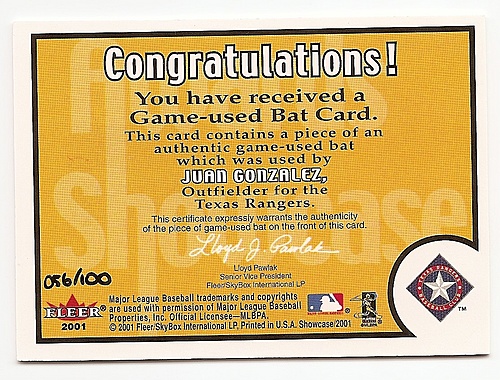 Congratulations!
You have received a
Game-used Bat Card.
This card contains a piece of an
authentic game-used bat
which was used by
JUAN GONZALEZ,
Outfielder for the
Texas Rangers.
This certificate expressly warrants the authenticity
of the piece of game-used bat on the front of this card.
Lloyd J. Pawlak
Lloyd Pawlak
Senior Vice President
Fleer/SkyBox International LP
056/100
FLEER
2001
Major League Baseball trademarks and copyrights
are used with permission of Major League Baseball
Properties, Inc. Official Licensee—MLBPA.
© 2001 Fleer/SkyBox International LP, Printed in U.S.A. Showcase/2001
TEXAS RANGERS
BASEBALL CLUB
TM
Showcase